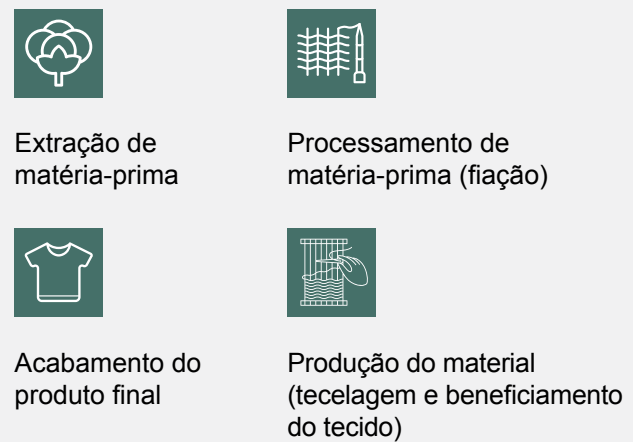 Extração de
matéria-prima
Processamento de
matéria-prima (fiação)
Acabamento do
produto final
Produção do material
(tecelagem e beneficiamento
do tecido)